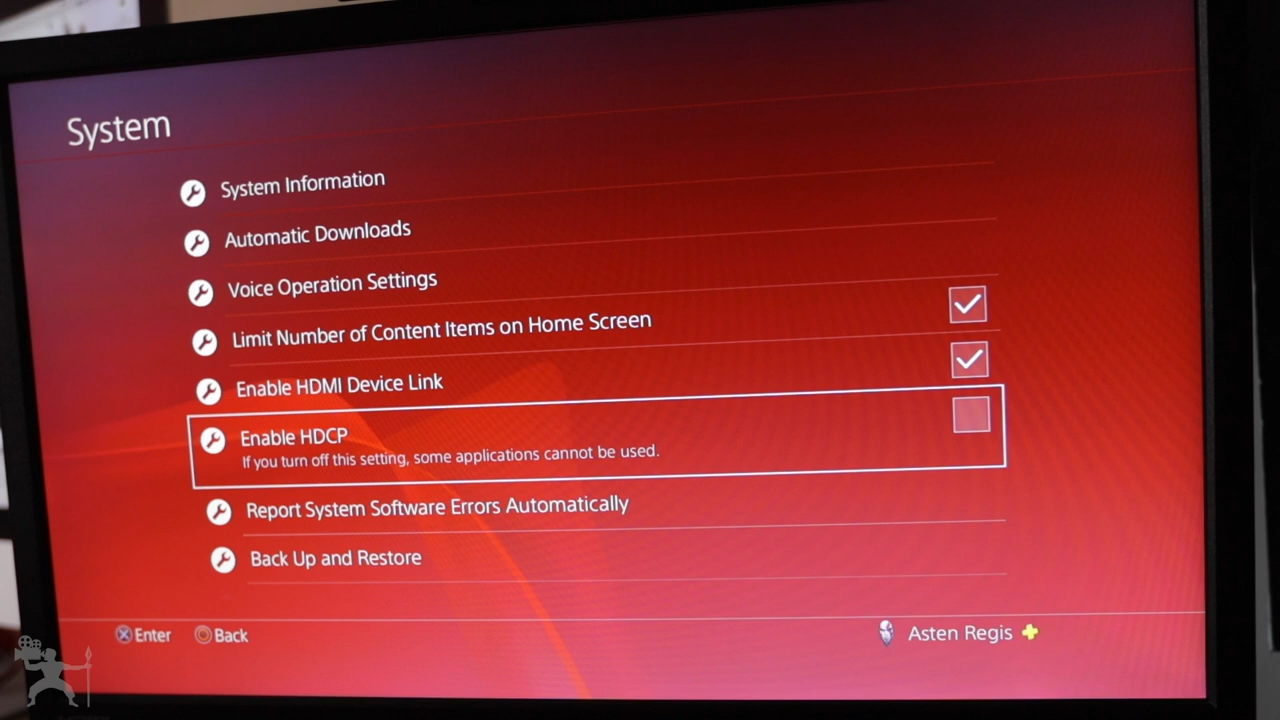 System
System Information
Automatic Downloads
Voice Operation Settings
Limit Number of Content Items on Home Screen
Enable HDMI Device Link
Enable HDCP
If you turn off this setting, some applications cannot be used.
Report System Software Errors Automatically
Back Up and Restore
Enter Back
Asten Regis